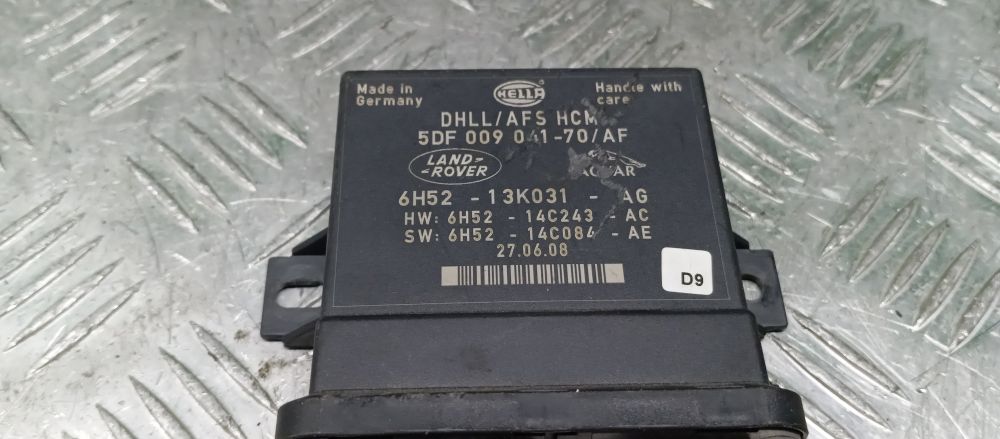 Made in
Germany
HELLA
Handle with
care
DHLL/AFS HCM
5DF 009 041-70/AF
LAND-
-ROVER
6H52 - 13K031 - AG
HW: 6H52 - 14C243 - AC
SW: 6H52 - 14C084 - AE
27.06.08
D9